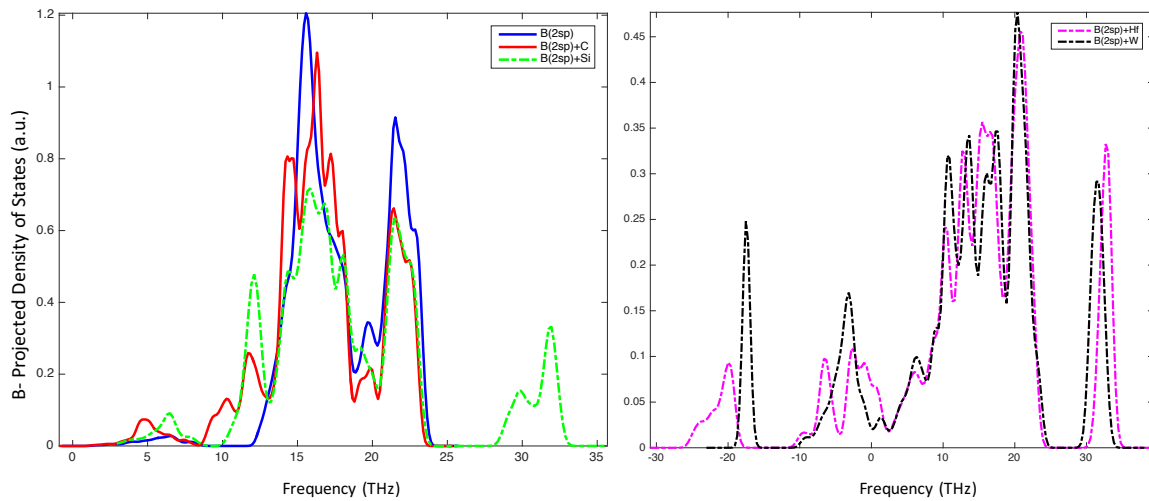 1.2
1
0.8
0.6
0.4
0.2
0
B- Projected Density of States (a.u.)
B(2sp)
B(2sp)+C
B(2sp)+Si
0 5 10 15 20 25 30 35
Frequency (THz)
0.45
0.4
0.35
0.3
0.25
0.2
0.15
0.1
0.05
0
B(2sp)+Hf
B(2sp)+W
-30 -20 -10 0 10 20 30
Frequency (THz)